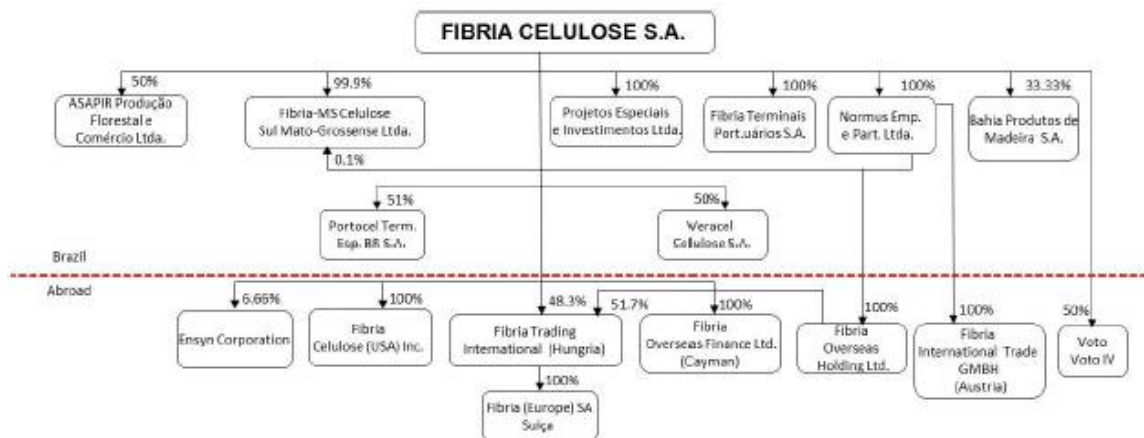 FIBRIA CELULOSE S.A.
50%
99.9%
100%
100%
100%
33.33%
ASAPIR Produção
Florestal e
Comércio Ltda.
Fibria-MS Celulose
Sul Mato-Grossense Ltda.
Projetos Especiais
e Investimentos Ltda.
Fibria Terminais
Port.uários S.A.
Normus Emp.
e Part. Ltda.
Bahia Produtos de
Madeira S.A.
0.1%
51%
50%
Portocel Term.
Esp. BR S.A.
Veracel
Cellulose S.A.
Brazil
Abroad
6.66%
100%
48.3%
51.7%
100%
100%
100%
50%
Ensyn Corporation
Fibria
Celulose (USA) Inc.
Fibria Trading
International (Hungria)
Fibria
Overseas Finance Ltd.
(Cayman)
Fibria
Overseas
Holding Ltd.
Fibria
International Trade
GMBH
(Austria)
Voto
Voto IV
100%
Fibria (Europe) SA
Suiça